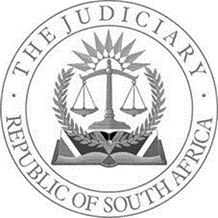 · THE JUDICIARY ·
REPUBLIC OF SOUTH AFRICA